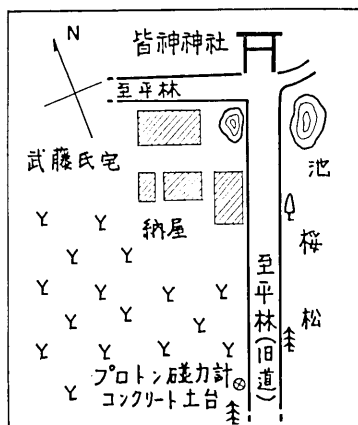 N
皆神神社
至平林
武藤氏宅
池
納屋
桜
至平林(旧道)
松
プロトン磁力計
コンクリート土台